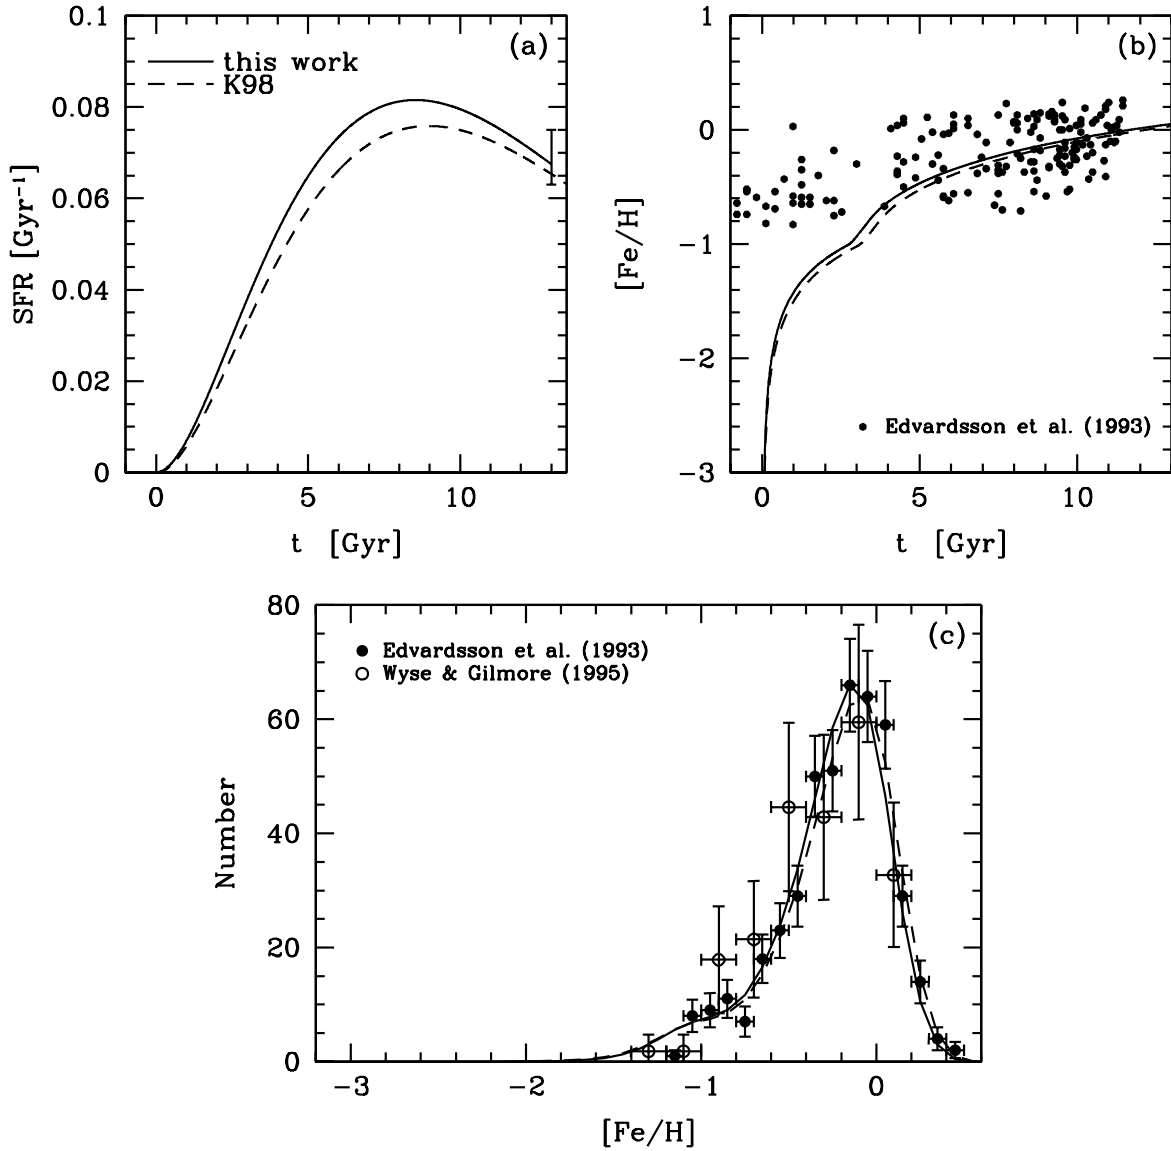 (a)
this work
K98
0.1
0.08
0.06
0.04
0.02
0
SFR [Gyr⁻¹]
0 5 10
t [Gyr]
(b)
1
0
−1
−2
−3
[Fe/H]
Edvardsson et al. (1993)
0 5 10
t [Gyr]
(c)
Edvardsson et al. (1993)
Wyse & Gilmore (1995)
80
60
40
20
0
Number
−3 −2 −1 0
[Fe/H]